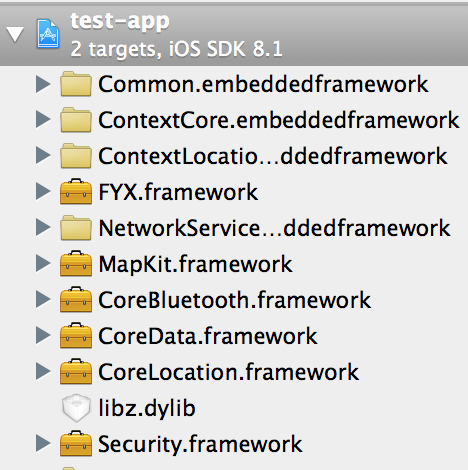 test-app
2 targets, iOS SDK 8.1
Common.embeddedframework
ContextCore.embeddedframework
ContextLocatio...ddedframework
FYX.framework
NetworkService...ddedframework
MapKit.framework
CoreBluetooth.framework
CoreData.framework
CoreLocation.framework
libz.dylib
Security.framework